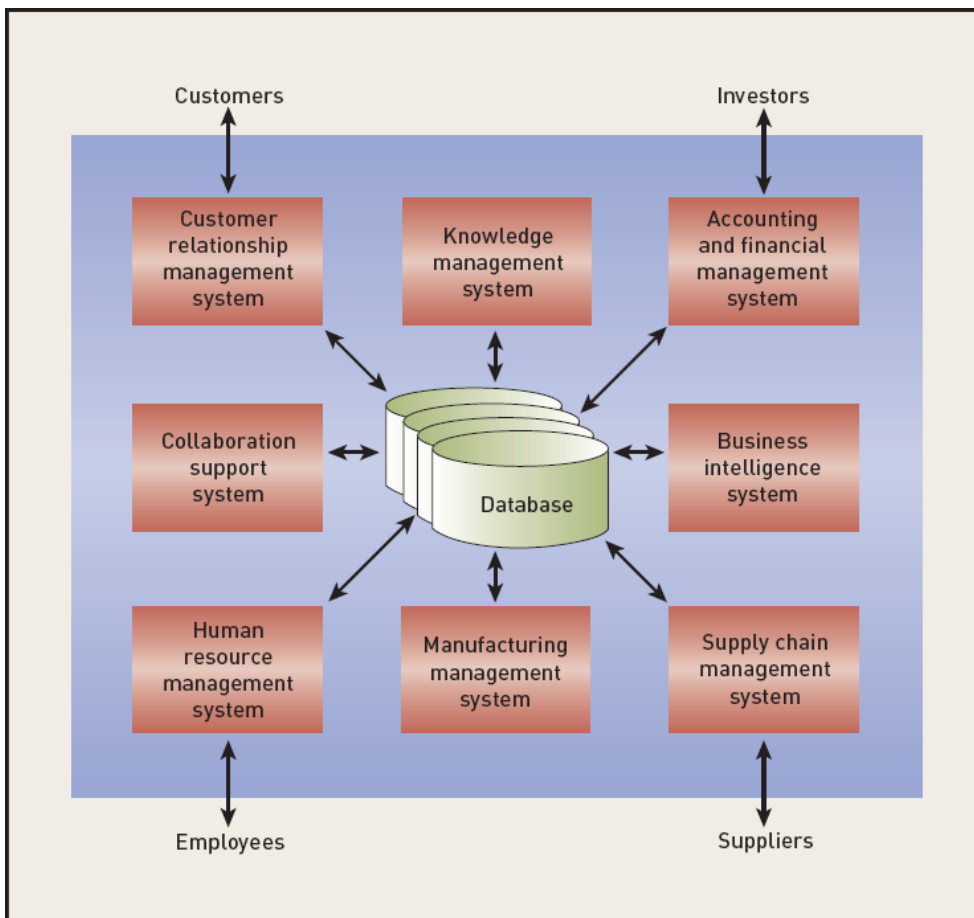 Customers
Investors
Customer
relationship
management
system
Knowledge
management
system
Accounting
and financial
management
system
Collaboration
support
system
Database
Business
intelligence
system
Human
resource
management
system
Manufacturing
management
system
Supply chain
management
system
Employees
Suppliers